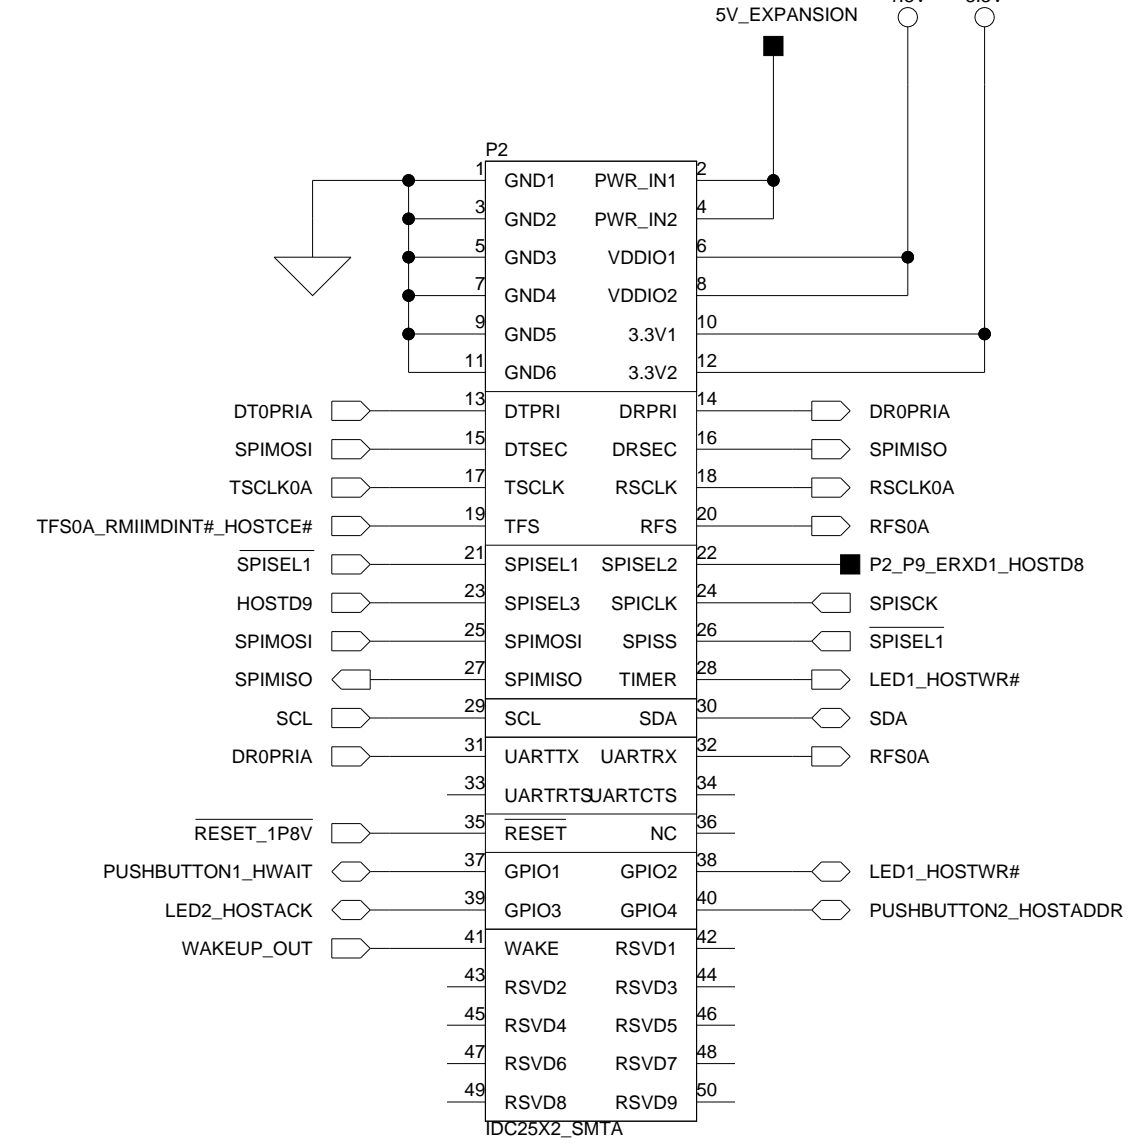 5V_EXPANSION
P2
1 GND1 PWR_IN1 2
3 GND2 PWR_IN2 4
5 GND3 VDDIO1 6
7 GND4 VDDIO2 8
9 GND5 3.3V1 10
11 GND6 3.3V2 12
DT0PRIA 13 DTPRI DRPRI 14 DR0PRIA
SPIMOSI 15 DTSEC DRSEC 16 SPIMISO
TSCLK0A 17 TSCLK RSCLK 18 RSCLK0A
TFS0A_RMIIMDINT#_HOSTCE# 19 TFS RFS 20 RFS0A
SPISEL1 21 SPISEL1 SPISEL2 22 P2_P9_ERXD1_HOSTD8
HOSTD9 23 SPISEL3 SPICLK 24 SPISCK
SPIMOSI 25 SPIMOSI SPISS 26 SPISEL1
SPIMISO 27 SPIMISO TIMER 28 LED1_HOSTWR#
SCL 29 SCL SDA 30 SDA
DR0PRIA 31 UARTTX UARTRX 32 RFS0A
33 UARTRTS UARTCTS 34
RESET_1P8V 35 RESET NC 36
PUSHBUTTON1_HWAIT 37 GPIO1 GPIO2 38 LED1_HOSTWR#
LED2_HOSTACK 39 GPIO3 GPIO4 40 PUSHBUTTON2_HOSTADDR
WAKEUP_OUT 41 WAKE RSVD1 42
43 RSVD2 RSVD3 44
45 RSVD4 RSVD5 46
47 RSVD6 RSVD7 48
49 RSVD8 RSVD9 50
IDC25X2_SMTA